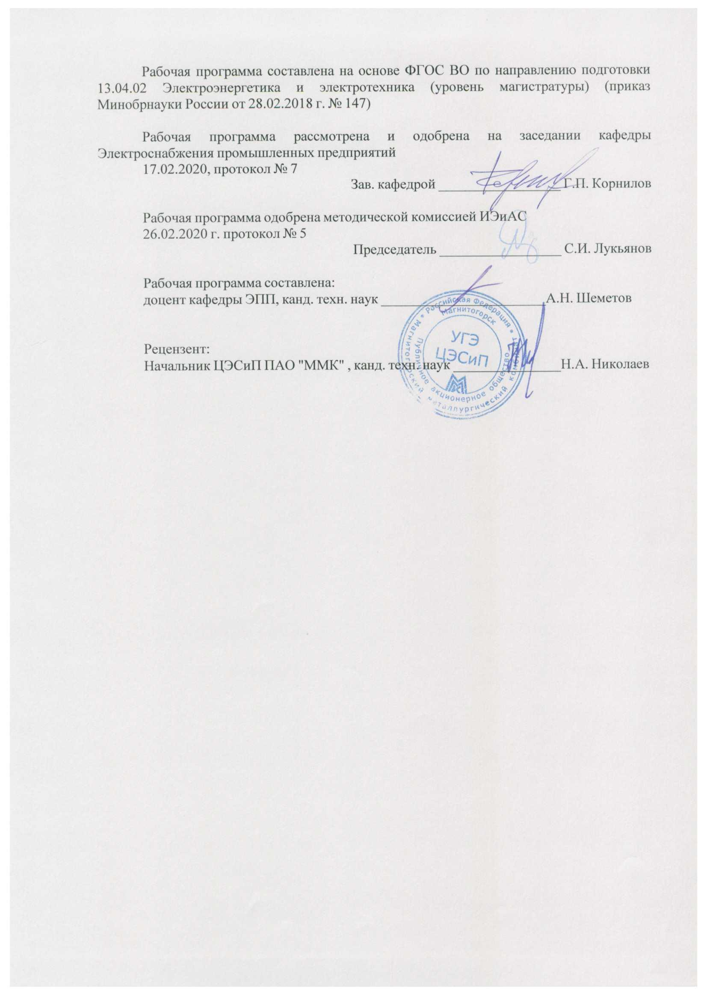 Рабочая программа составлена на основе ФГОС ВО по направлению подготовки
13.04.02 Электроэнергетика и электротехника (уровень магистратуры) (приказ
Минобрнауки России от 28.02.2018 г. № 147)
Рабочая программа рассмотрена и одобрена на заседании кафедры
Электроснабжения промышленных предприятий
17.02.2020, протокол № 7
Зав. кафедрой Г.П. Корнилов
Рабочая программа одобрена методической комиссией ИЭиАС
26.02.2020 г. протокол № 5
Председатель С.И. Лукьянов
Рабочая программа составлена:
доцент кафедры ЭПП, канд. техн. наук А.Н. Шеметов
Рецензент:
Начальник ЦЭСиП ПАО "ММК" , канд. техн. наук Н.А. Николаев
Российская Федерация * Магнитогорский металлургический комбинат *
Магнитогорск
Публичное акционерное общество
УГЭ
ЦЭСиП